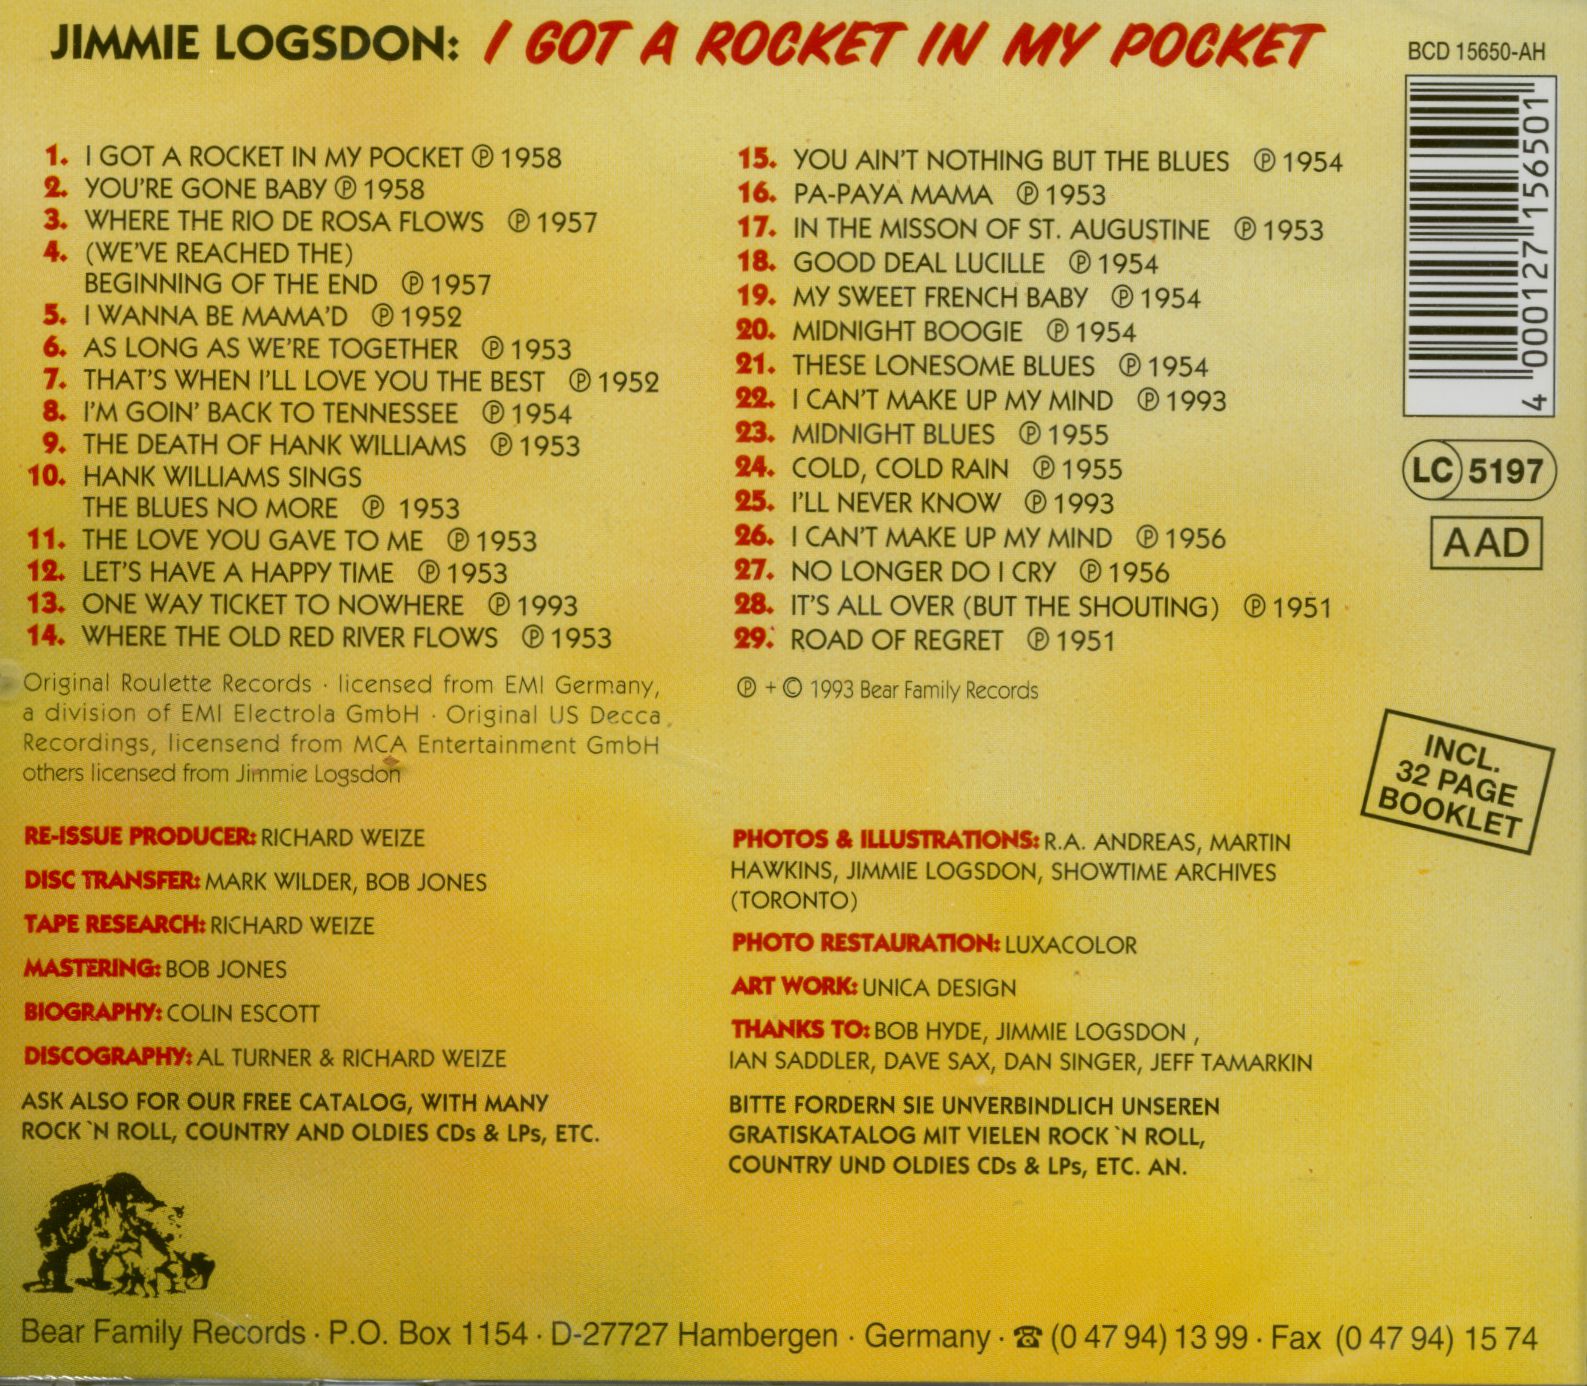 JIMMIE LOGSDON: I GOT A ROCKET IN MY POCKET
BCD 15650-AH
4 000127 156501
LC 5197
AAD
1. I GOT A ROCKET IN MY POCKET ℗ 1958
2. YOU'RE GONE BABY ℗ 1958
3. WHERE THE RIO DE ROSA FLOWS ℗ 1957
4. (WE'VE REACHED THE)
BEGINNING OF THE END ℗ 1957
5. I WANNA BE MAMA'D ℗ 1952
6. AS LONG AS WE'RE TOGETHER ℗ 1953
7. THAT'S WHEN I'LL LOVE YOU THE BEST ℗ 1952
8. I'M GOIN' BACK TO TENNESSEE ℗ 1954
9. THE DEATH OF HANK WILLIAMS ℗ 1953
10. HANK WILLIAMS SINGS
THE BLUES NO MORE ℗ 1953
11. THE LOVE YOU GAVE TO ME ℗ 1953
12. LET'S HAVE A HAPPY TIME ℗ 1953
13. ONE WAY TICKET TO NOWHERE ℗ 1993
14. WHERE THE OLD RED RIVER FLOWS ℗ 1953
15. YOU AIN'T NOTHING BUT THE BLUES ℗ 1954
16. PA-PAYA MAMA ℗ 1953
17. IN THE MISSON OF ST. AUGUSTINE ℗ 1953
18. GOOD DEAL LUCILLE ℗ 1954
19. MY SWEET FRENCH BABY ℗ 1954
20. MIDNIGHT BOOGIE ℗ 1954
21. THESE LONESOME BLUES ℗ 1954
22. I CAN'T MAKE UP MY MIND ℗ 1993
23. MIDNIGHT BLUES ℗ 1955
24. COLD, COLD RAIN ℗ 1955
25. I'LL NEVER KNOW ℗ 1993
26. I CAN'T MAKE UP MY MIND ℗ 1956
27. NO LONGER DO I CRY ℗ 1956
28. IT'S ALL OVER (BUT THE SHOUTING) ℗ 1951
29. ROAD OF REGRET ℗ 1951
Original Roulette Records · licensed from EMI Germany,
a division of EMI Electrola GmbH · Original US Decca
Recordings, licensend from MCA Entertainment GmbH
others licensed from Jimmie Logsdon
℗ + © 1993 Bear Family Records
INCL.
32 PAGE
BOOKLET
RE-ISSUE PRODUCER: RICHARD WEIZE
DISC TRANSFER: MARK WILDER, BOB JONES
TAPE RESEARCH: RICHARD WEIZE
MASTERING: BOB JONES
BIOGRAPHY: COLIN ESCOTT
DISCOGRAPHY: AL TURNER & RICHARD WEIZE
ASK ALSO FOR OUR FREE CATALOG, WITH MANY
ROCK `N ROLL, COUNTRY AND OLDIES CDs & LPs, ETC.
PHOTOS & ILLUSTRATIONS: R.A. ANDREAS, MARTIN
HAWKINS, JIMMIE LOGSDON, SHOWTIME ARCHIVES
(TORONTO)
PHOTO RESTAURATION: LUXACOLOR
ART WORK: UNICA DESIGN
THANKS TO: BOB HYDE, JIMMIE LOGSDON ,
IAN SADDLER, DAVE SAX, DAN SINGER, JEFF TAMARKIN
BITTE FORDERN SIE UNVERBINDLICH UNSEREN
GRATISKATALOG MIT VIELEN ROCK `N ROLL,
COUNTRY UND OLDIES CDs & LPs, ETC. AN.
Bear Family Records · P.O. Box 1154 · D-27727 Hambergen · Germany · ☎ (0 47 94) 13 99 · Fax (0 47 94) 15 74